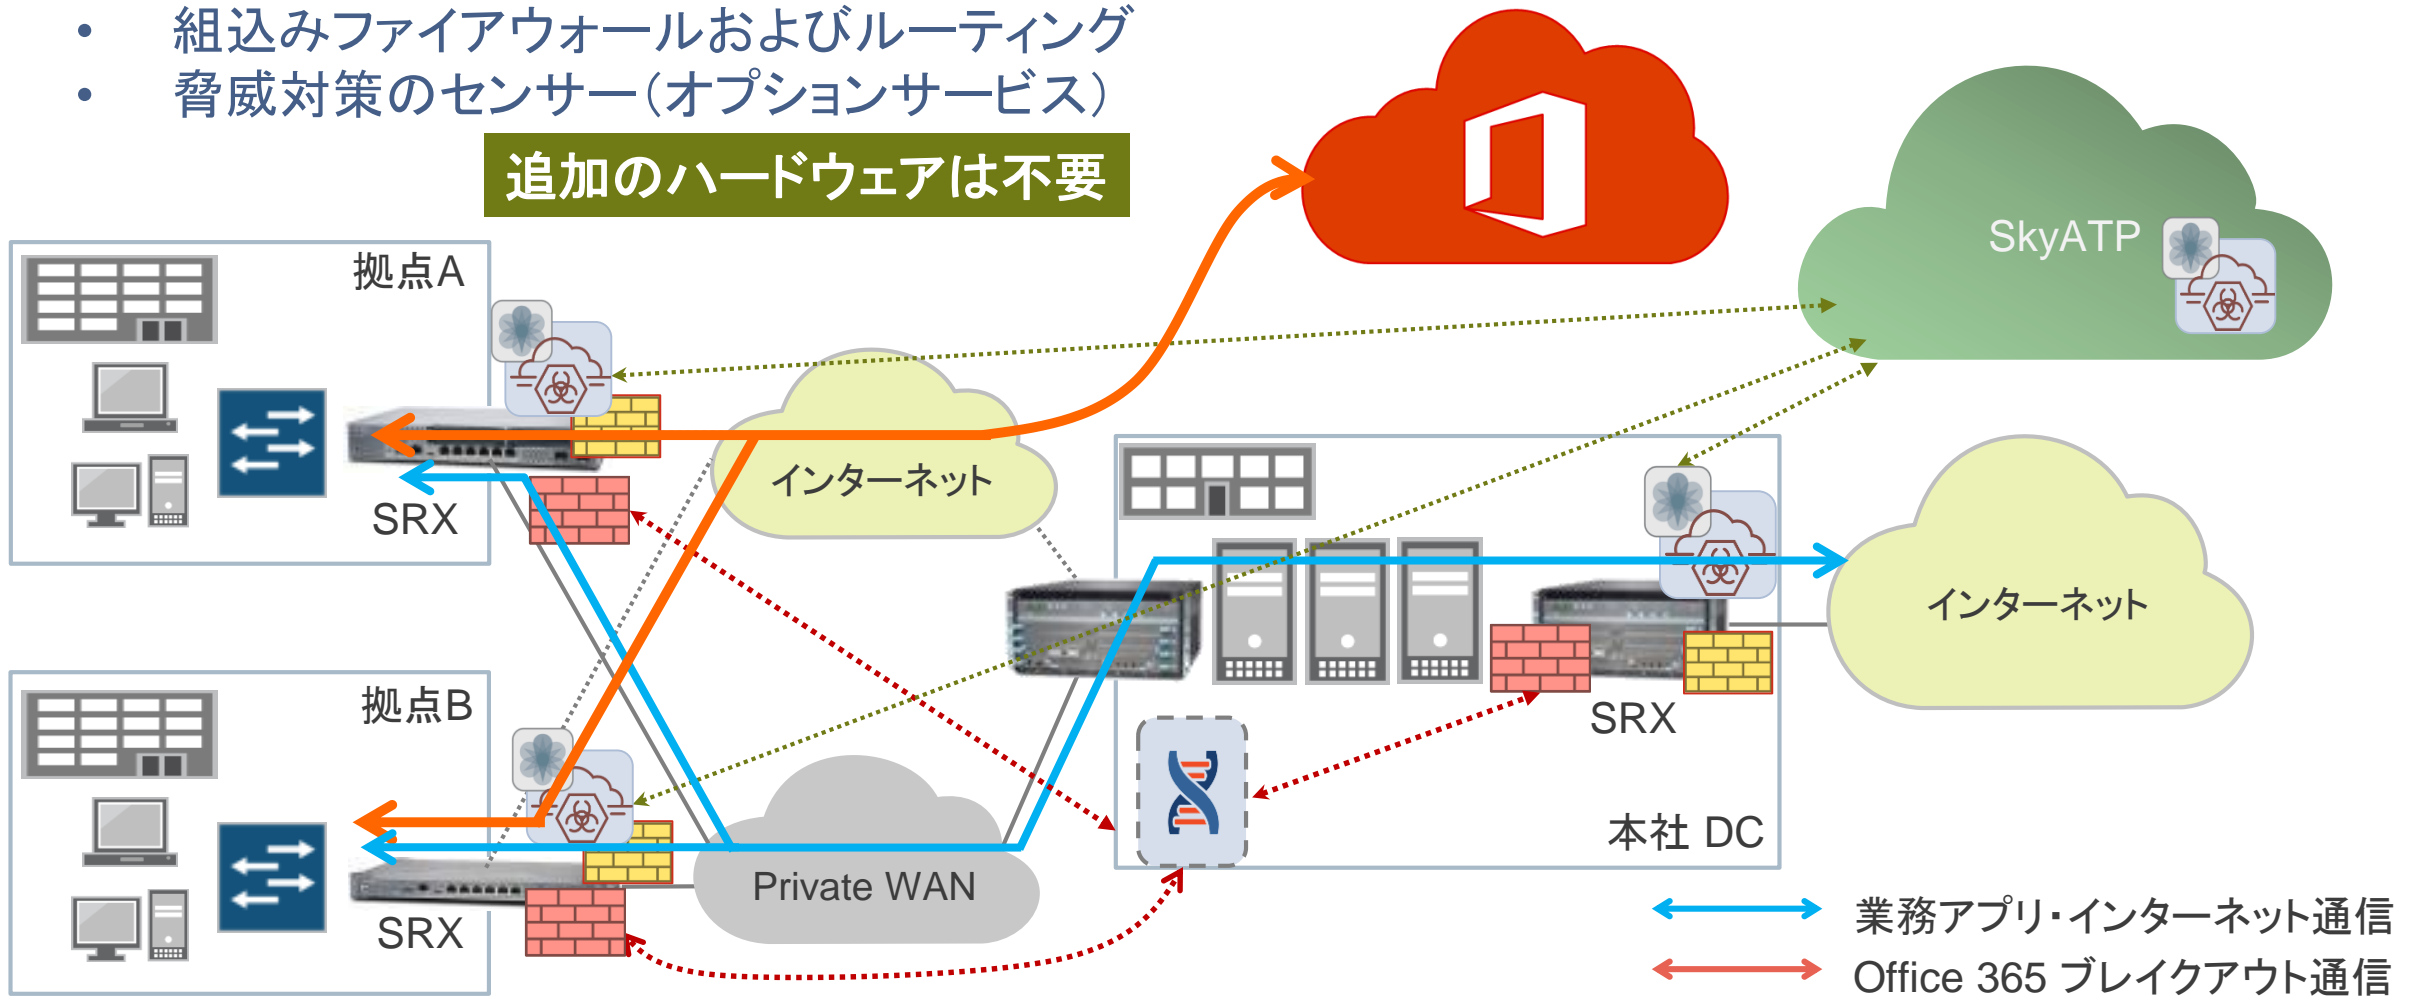 • 組込みファイアウォールおよびルーティング
• 脅威対策のセンサー（オプションサービス）
追加のハードウェアは不要
SkyATP
拠点A
SRX
インターネット
インターネット
拠点B
SRX
Private WAN
SRX
本社 DC
業務アプリ・インターネット通信
Office 365 ブレイクアウト通信